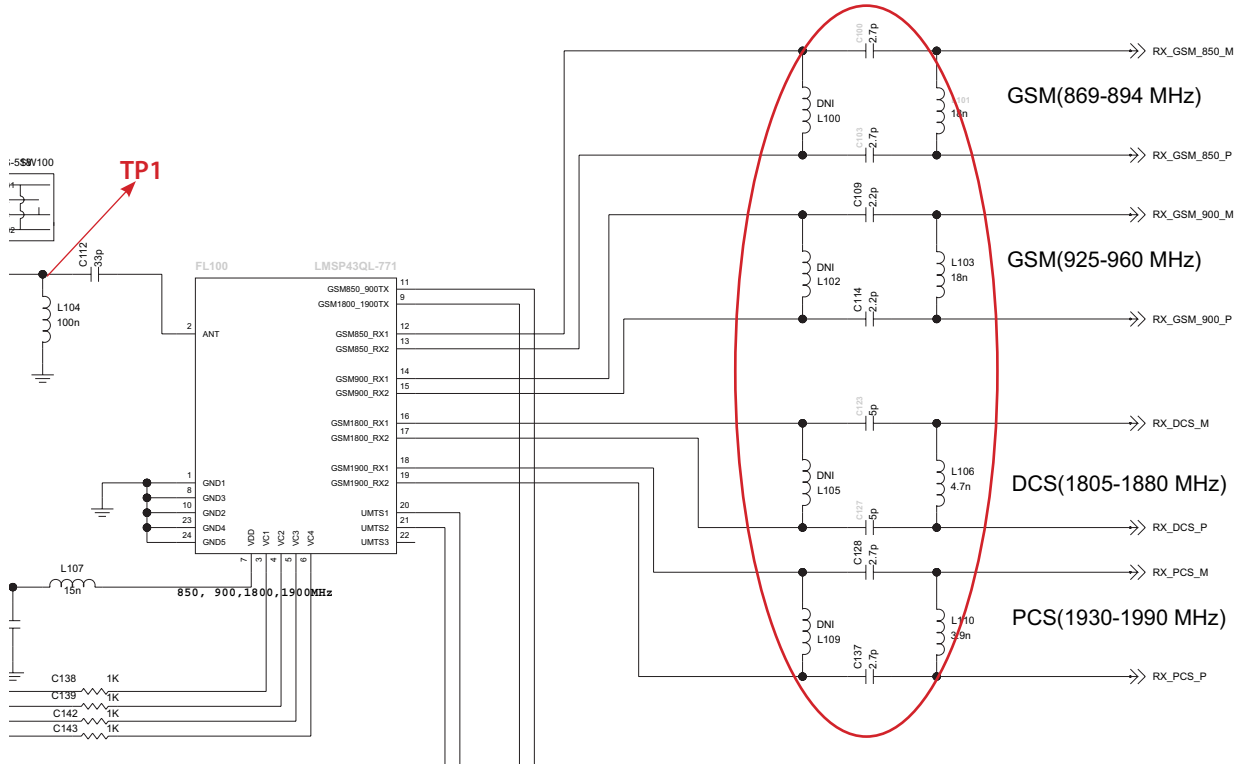 C100
2.7p
RX_GSM_850_M
DNI
L100
L101
18n
GSM(869-894 MHz)
C103
2.7p
RX_GSM_850_P
SW100
TP1
C109
2.2p
RX_GSM_900_M
C112
33p
FL100
LMSP43QL-771
DNI
L102
L103
18n
GSM(925-960 MHz)
C114
2.2p
RX_GSM_900_P
L104
100n
2
ANT
GSM850_900TX
11
GSM1800_1900TX
9
GSM850_RX1
12
GSM850_RX2
13
GSM900_RX1
14
GSM900_RX2
15
GSM1800_RX1
16
GSM1800_RX2
17
GSM1900_RX1
18
GSM1900_RX2
19
UMTS1
20
UMTS2
21
UMTS3
22
1
GND1
8
GND3
10
GND2
23
GND4
24
GND5
VDD
VC1
VC2
VC3
VC4
7
3
4
5
6
C123
5p
RX_DCS_M
DNI
L105
L106
4.7n
DCS(1805-1880 MHz)
C127
5p
RX_DCS_P
C128
2.7p
RX_PCS_M
DNI
L109
L110
3.9n
PCS(1930-1990 MHz)
C137
2.7p
RX_PCS_P
L107
15n
850, 900,1800,1900MHz
C138 1K
C139 1K
C142 1K
C143 1K